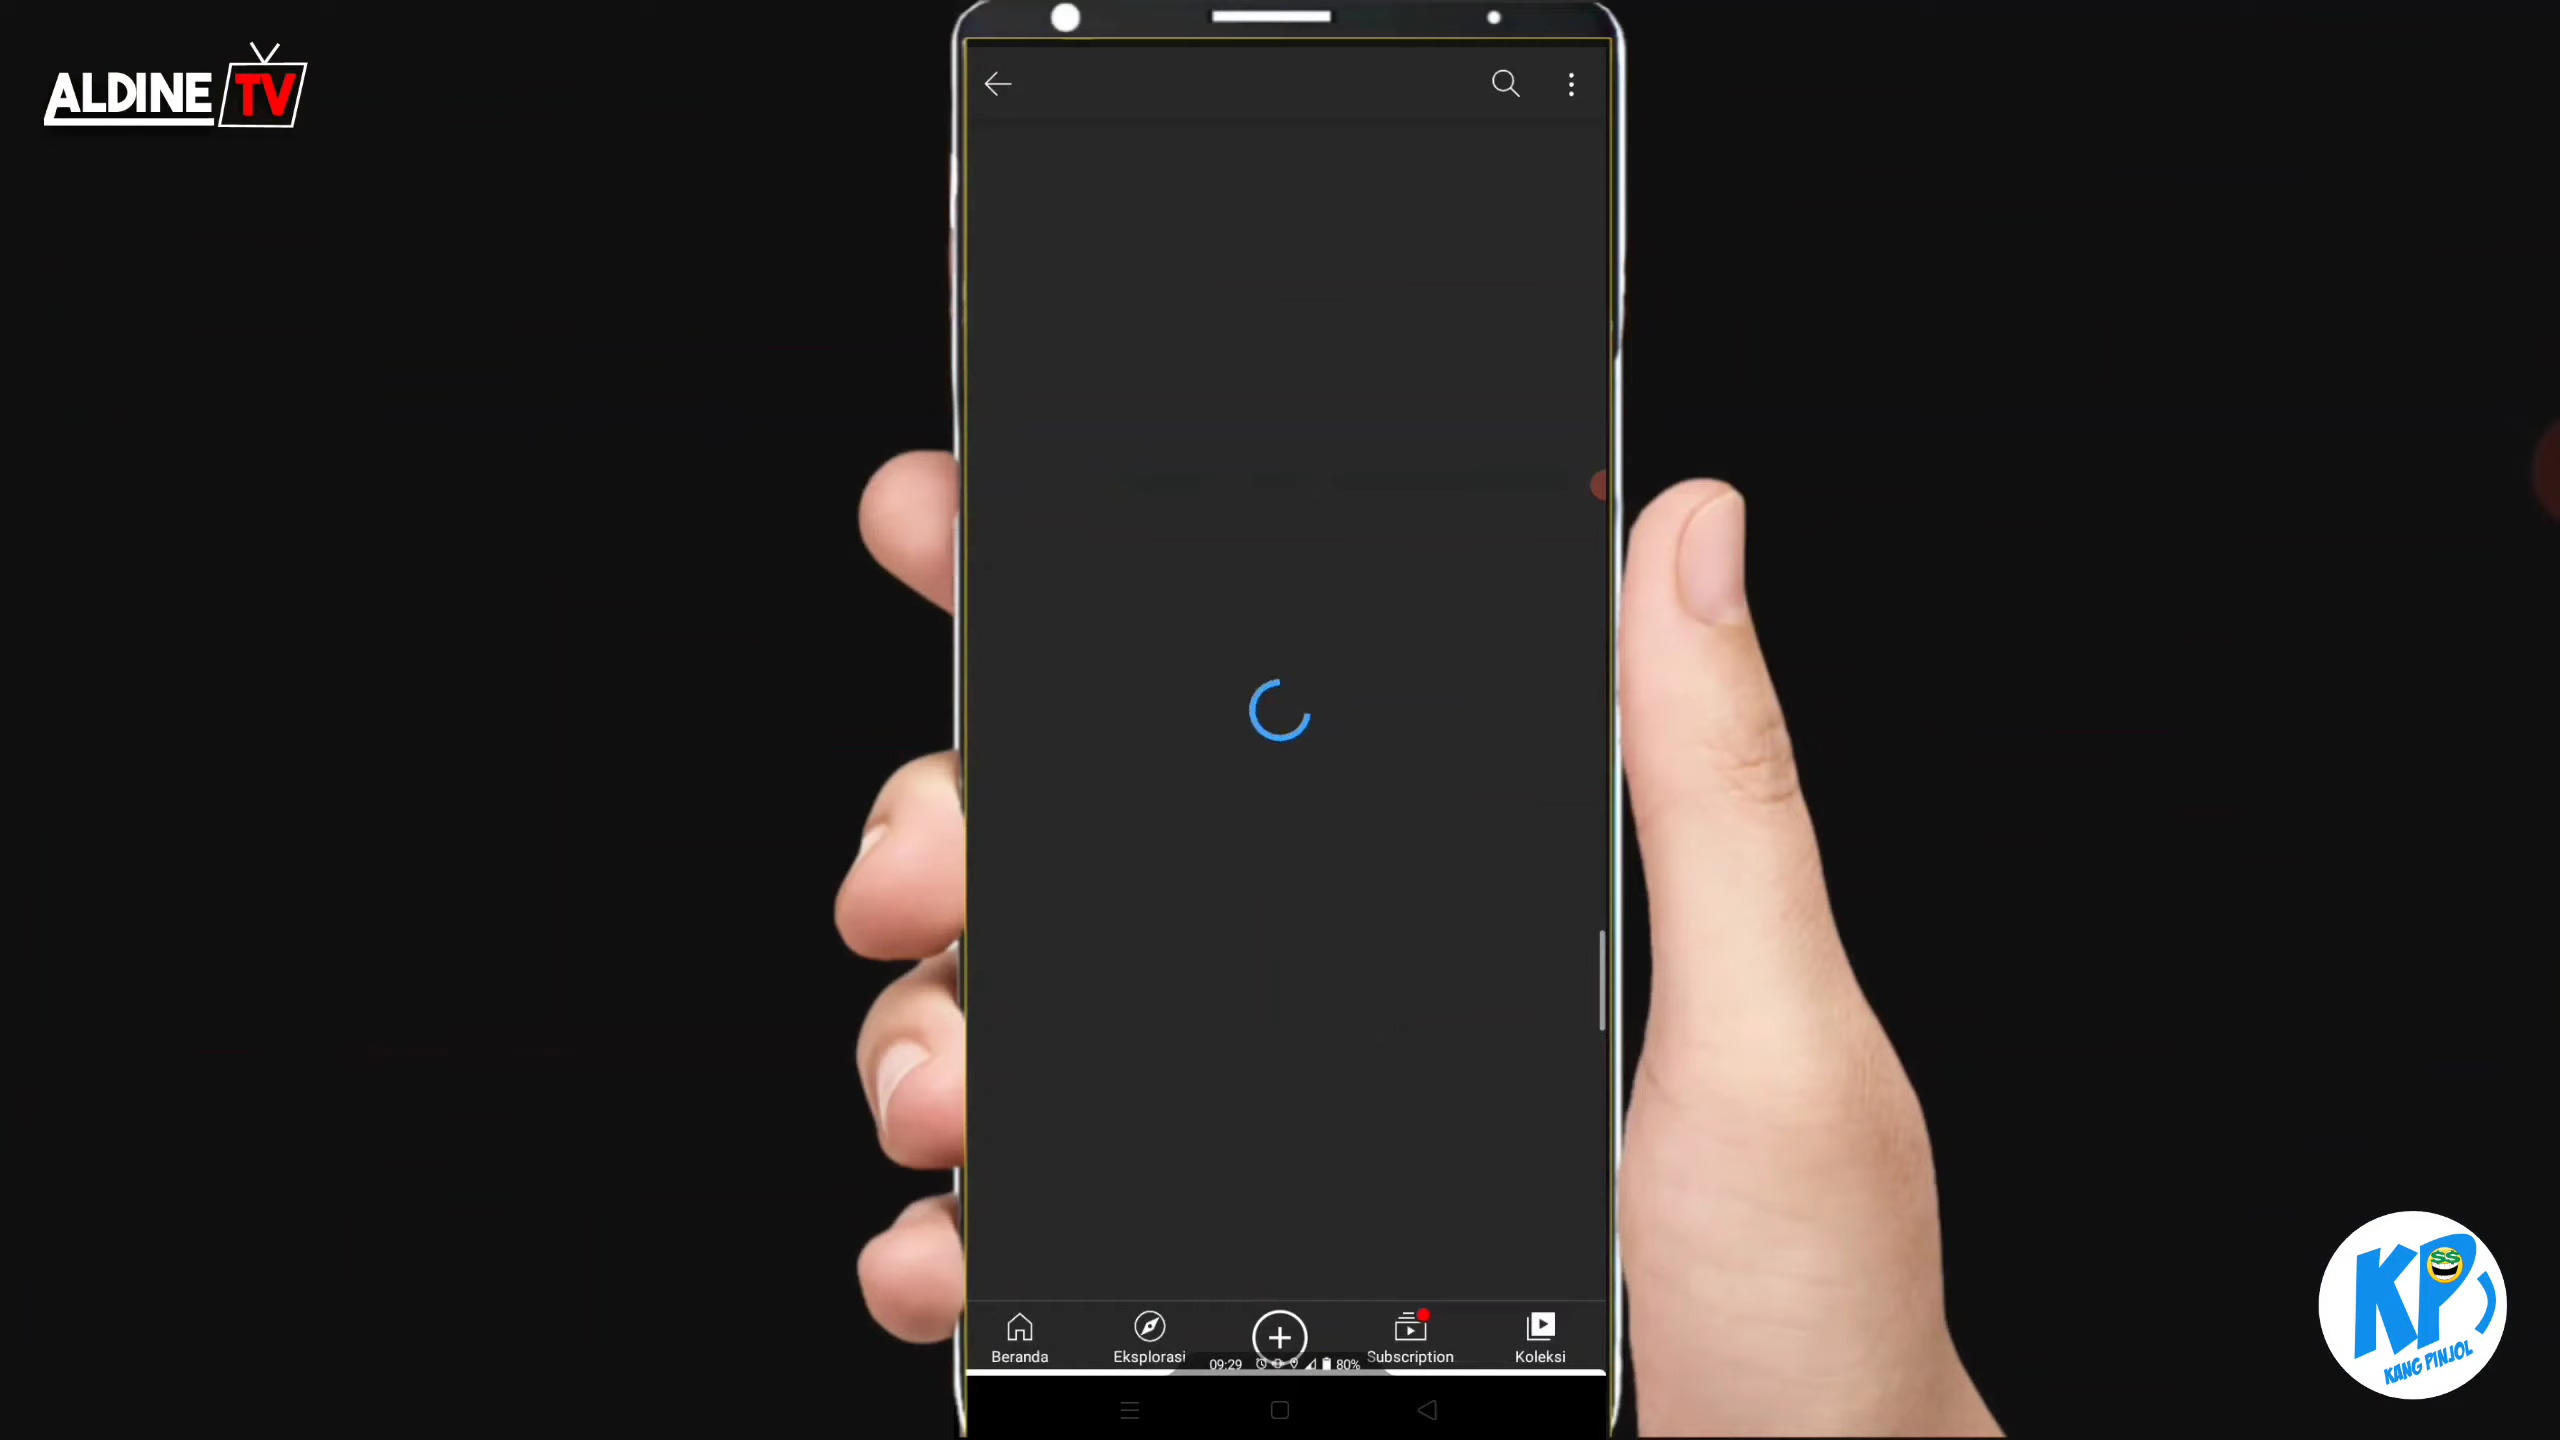 ALDINE TV
Beranda Eksplorasi Subscription Koleksi
09:29 80%
KP
KANG PINJOL